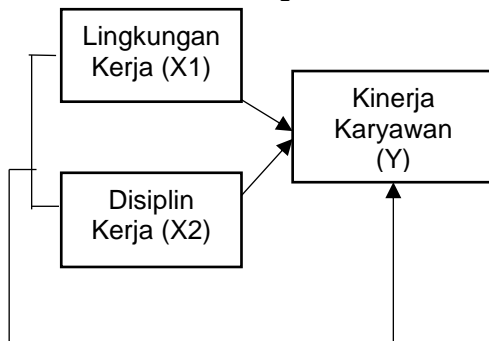 Lingkungan
Kerja (X1)
Kinerja
Karyawan
(Y)
Disiplin
Kerja (X2)